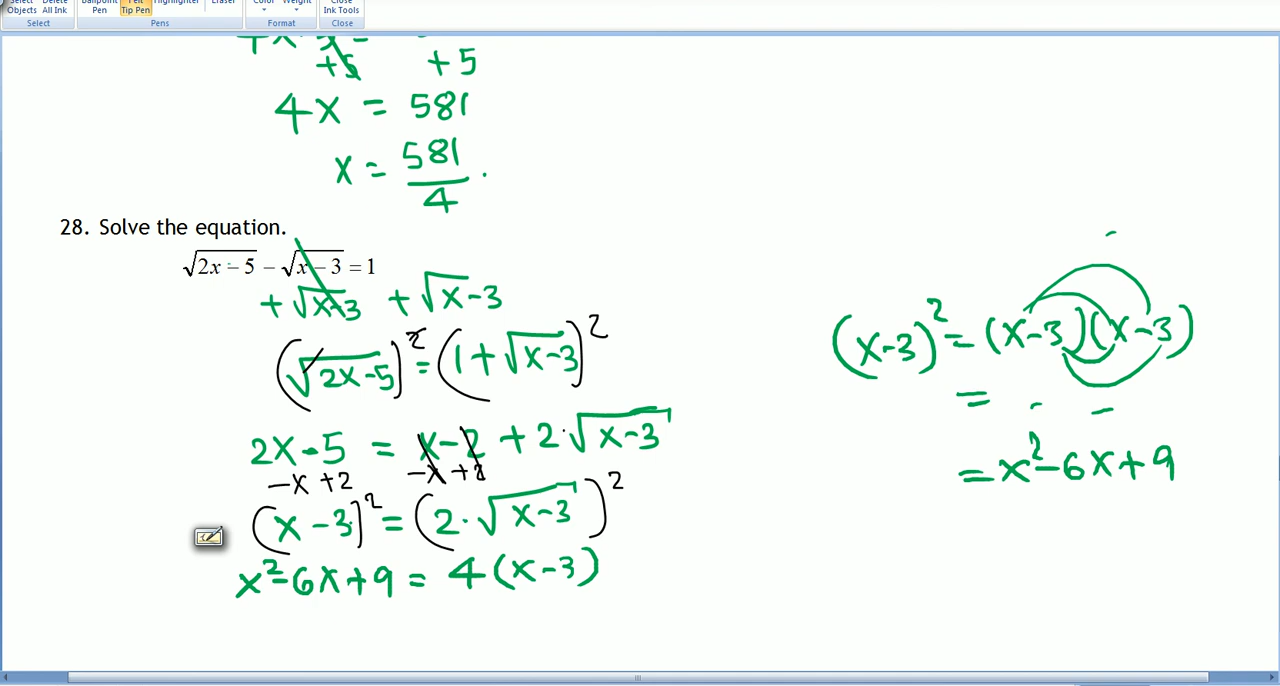 Select Objects Delete All Ink Ballpoint Pen Felt Tip Pen Highlighter Eraser Color Weight Close Ink Tools
Select Pens Format Close
+5 +5
4x = 581
x = 581/4 .
28. Solve the equation.
√(2x – 5) – √(x – 3) = 1
+ √(x-3) + √x-3
(√(2x-5))² = (1+√(x-3))²
2x-5 = x-2 + 2·√(x-3)
-x +2 -x +2
(x-3)² = (2·√(x-3))²
x²-6x+9 = 4(x-3)
(x-3)² = (x-3)(x-3)
=
= x²-6x+9